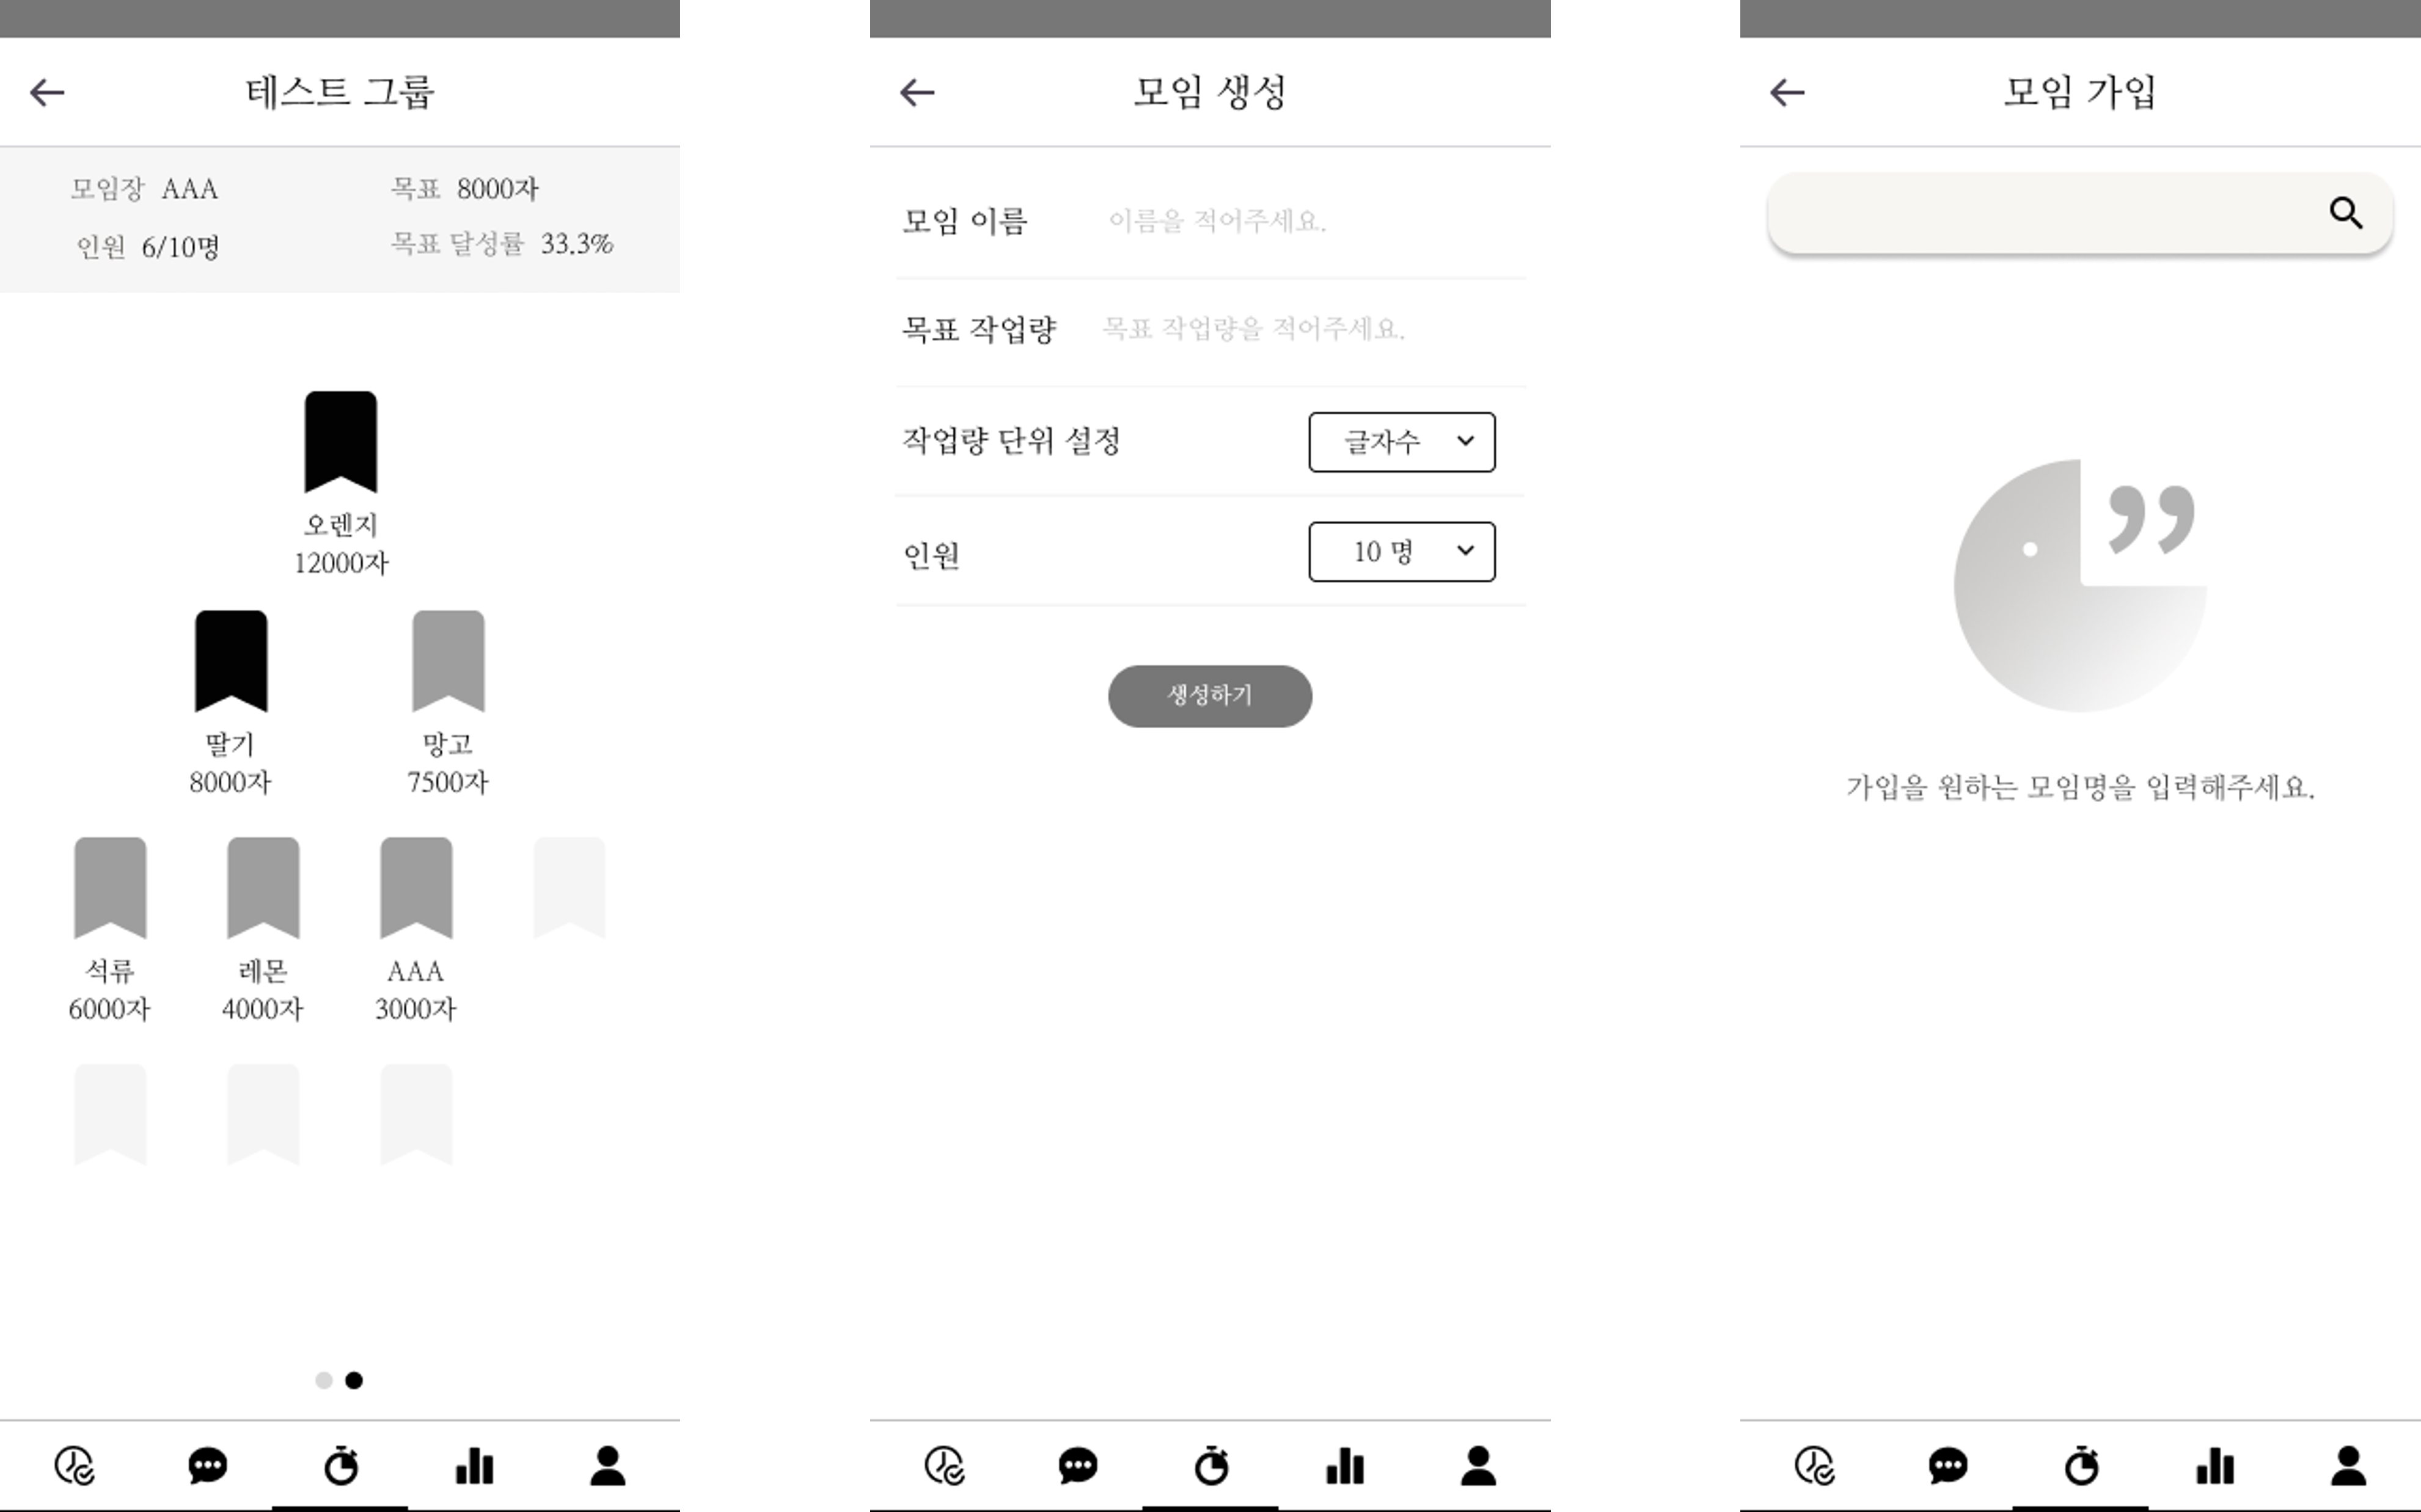 테스트 그룹
모임장 AAA
목표 8000자
인원 6/10명
목표 달성률 33.3%
오렌지
12000자
딸기
8000자
망고
7500자
석류
6000자
레몬
4000자
AAA
3000자
모임 생성
모임 이름 이름을 적어주세요.
목표 작업량 목표 작업량을 적어주세요.
작업량 단위 설정 글자수
인원 10 명
생성하기
모임 가입
가입을 원하는 모임명을 입력해주세요.